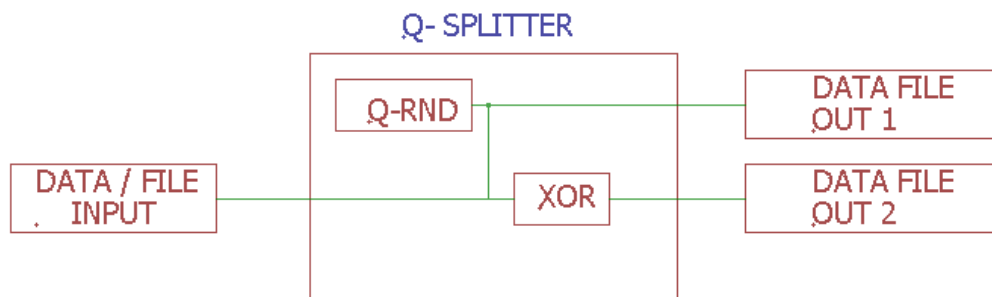 Q- SPLITTER
Q-RND
DATA FILE
OUT 1
DATA / FILE
INPUT
XOR
DATA FILE
OUT 2